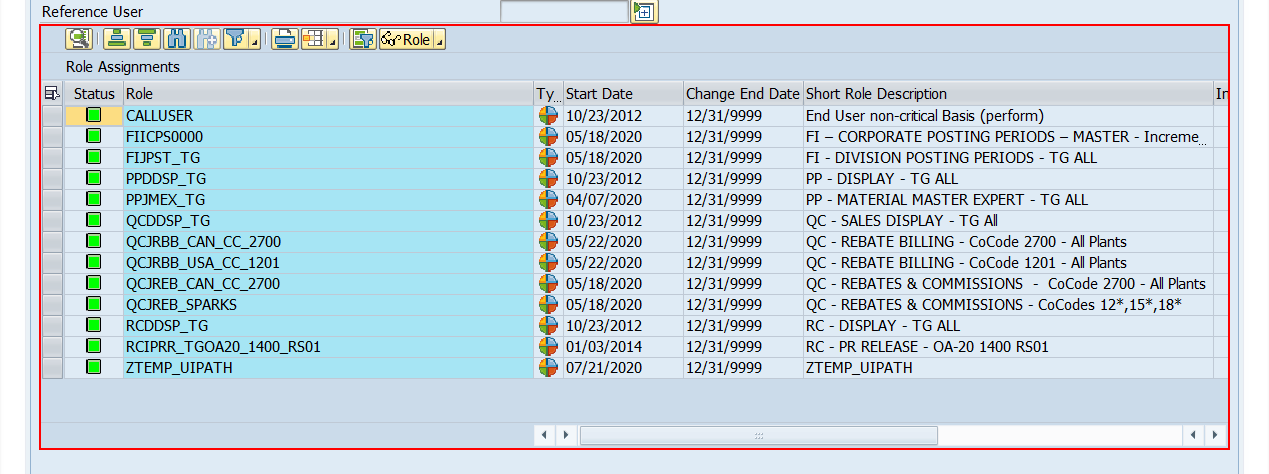 Reference User
Role
Role Assignments
Status Role Ty... Start Date Change End Date Short Role Description In
CALLUSER 10/23/2012 12/31/9999 End User non-critical Basis (perform)
FIICPS0000 05/18/2020 12/31/9999 FI – CORPORATE POSTING PERIODS – MASTER - Increme...
FIJPST_TG 05/18/2020 12/31/9999 FI - DIVISION POSTING PERIODS - TG ALL
PPDDSP_TG 10/23/2012 12/31/9999 PP - DISPLAY - TG ALL
PPJMEX_TG 04/07/2020 12/31/9999 PP - MATERIAL MASTER EXPERT - TG ALL
QCDDSP_TG 10/23/2012 12/31/9999 QC - SALES DISPLAY - TG All
QCJRBB_CAN_CC_2700 05/22/2020 12/31/9999 QC - REBATE BILLING - CoCode 2700 - All Plants
QCJRBB_USA_CC_1201 05/22/2020 12/31/9999 QC - REBATE BILLING - CoCode 1201 - All Plants
QCJREB_CAN_CC_2700 05/18/2020 12/31/9999 QC - REBATES & COMMISSIONS - CoCode 2700 - All Plants
QCJREB_SPARKS 05/18/2020 12/31/9999 QC - REBATES & COMMISSIONS - CoCodes 12*,15*,18*
RCDDSP_TG 10/23/2012 12/31/9999 RC - DISPLAY - TG ALL
RCIPRR_TGOA20_1400_RS01 01/03/2014 12/31/9999 RC - PR RELEASE - OA-20 1400 RS01
ZTEMP_UIPATH 07/21/2020 12/31/9999 ZTEMP_UIPATH